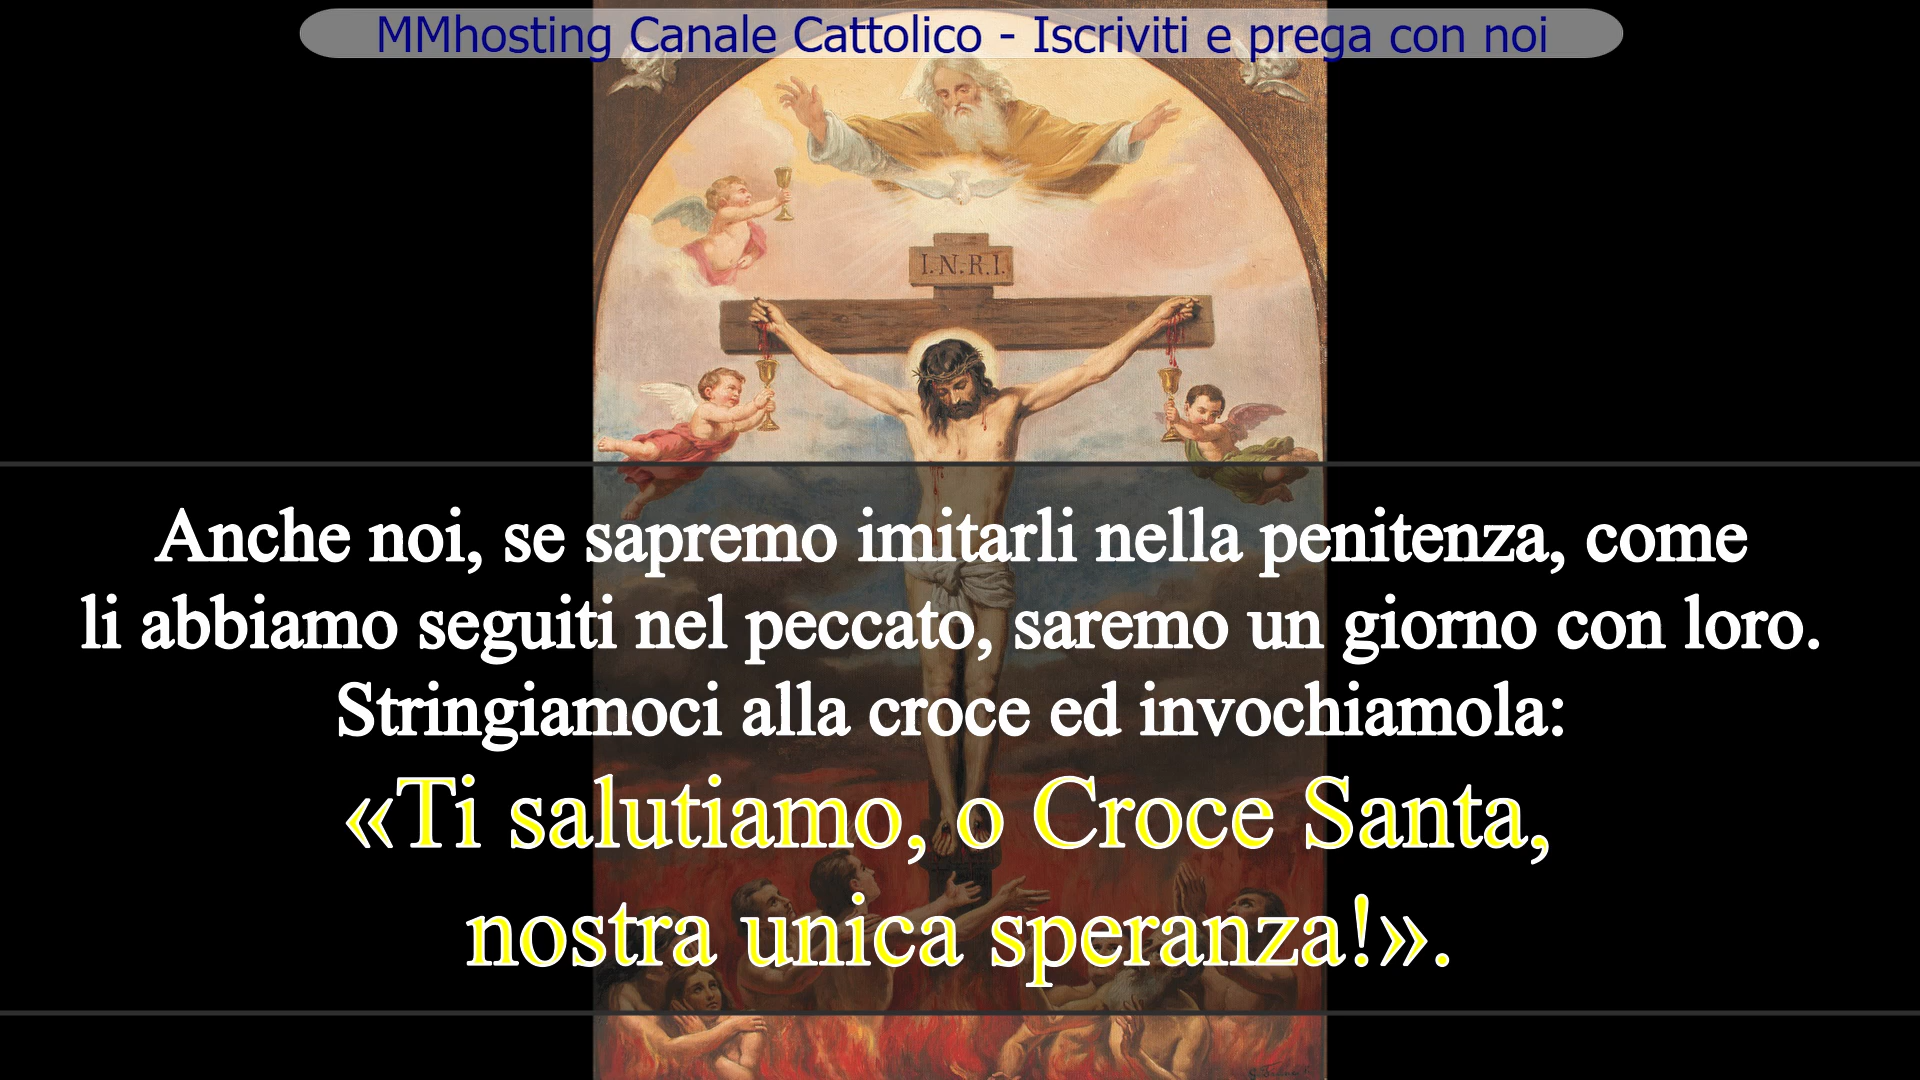 MMhosting Canale Cattolico - Iscriviti e prega con noi
I.N.R.I.
Anche noi, se sapremo imitarli nella penitenza, come
li abbiamo seguiti nel peccato, saremo un giorno con loro.
Stringiamoci alla croce ed invochiamola:
«Ti salutiamo, o Croce Santa,
nostra unica speranza!».